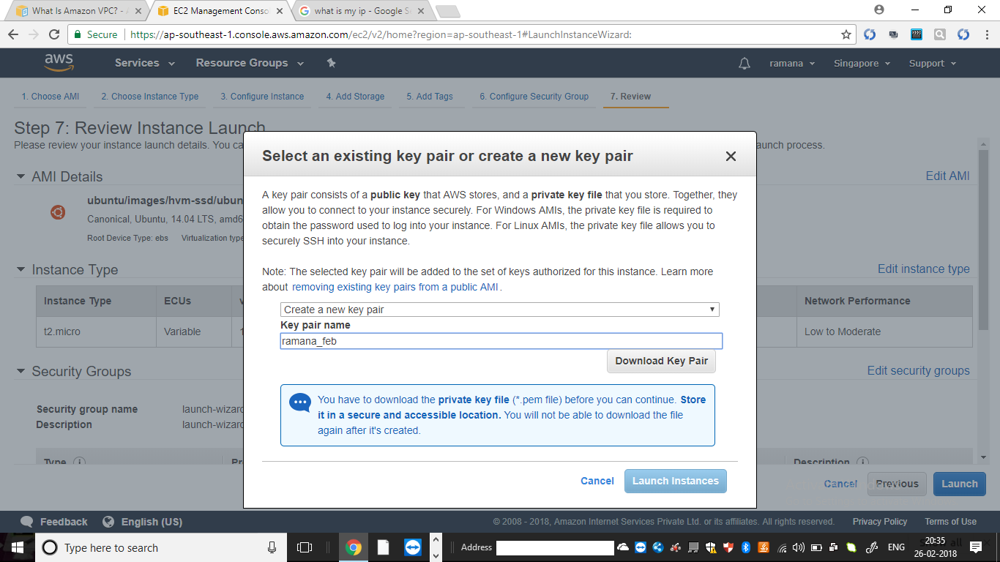 What Is Amazon VPC? - A
EC2 Management Conso
what is my ip - Google Se
Secure
https://ap-southeast-1.console.aws.amazon.com/ec2/v2/home?region=ap-southeast-1#LaunchInstanceWizard:
aws
Services
Resource Groups
ramana
Singapore
Support
1. Choose AMI
2. Choose Instance Type
3. Configure Instance
4. Add Storage
5. Add Tags
6. Configure Security Group
7. Review
Step 7: Review Instance Launch
Please review your instance launch details. You ca
aunch process.
AMI Details
Edit AMI
ubuntu/images/hvm-ssd/ubun
Canonical, Ubuntu, 14.04 LTS, amd6
Root Device Type: ebs Virtualization type
Instance Type
Edit instance type
Instance Type
ECUs
v
Network Performance
t2.micro
Variable
1
Low to Moderate
Security Groups
Edit security groups
Security group name
launch-wizard
Description
launch-wizard
Type
Pr
Description
Select an existing key pair or create a new key pair
A key pair consists of a public key that AWS stores, and a private key file that you store. Together, they
allow you to connect to your instance securely. For Windows AMIs, the private key file is required to
obtain the password used to log into your instance. For Linux AMIs, the private key file allows you to
securely SSH into your instance.
Note: The selected key pair will be added to the set of keys authorized for this instance. Learn more
about removing existing key pairs from a public AMI.
Create a new key pair
Key pair name
ramana_feb
Download Key Pair
You have to download the private key file (*.pem file) before you can continue. Store
it in a secure and accessible location. You will not be able to download the file
again after it's created.
Cancel
Launch Instances
Cancel
Previous
Launch
Feedback
English (US)
© 2008 - 2018, Amazon Internet Services Private Ltd. or its affiliates. All rights reserved.
Privacy Policy
Terms of Use
Type here to search
Address
ENG
20:35
26-02-2018